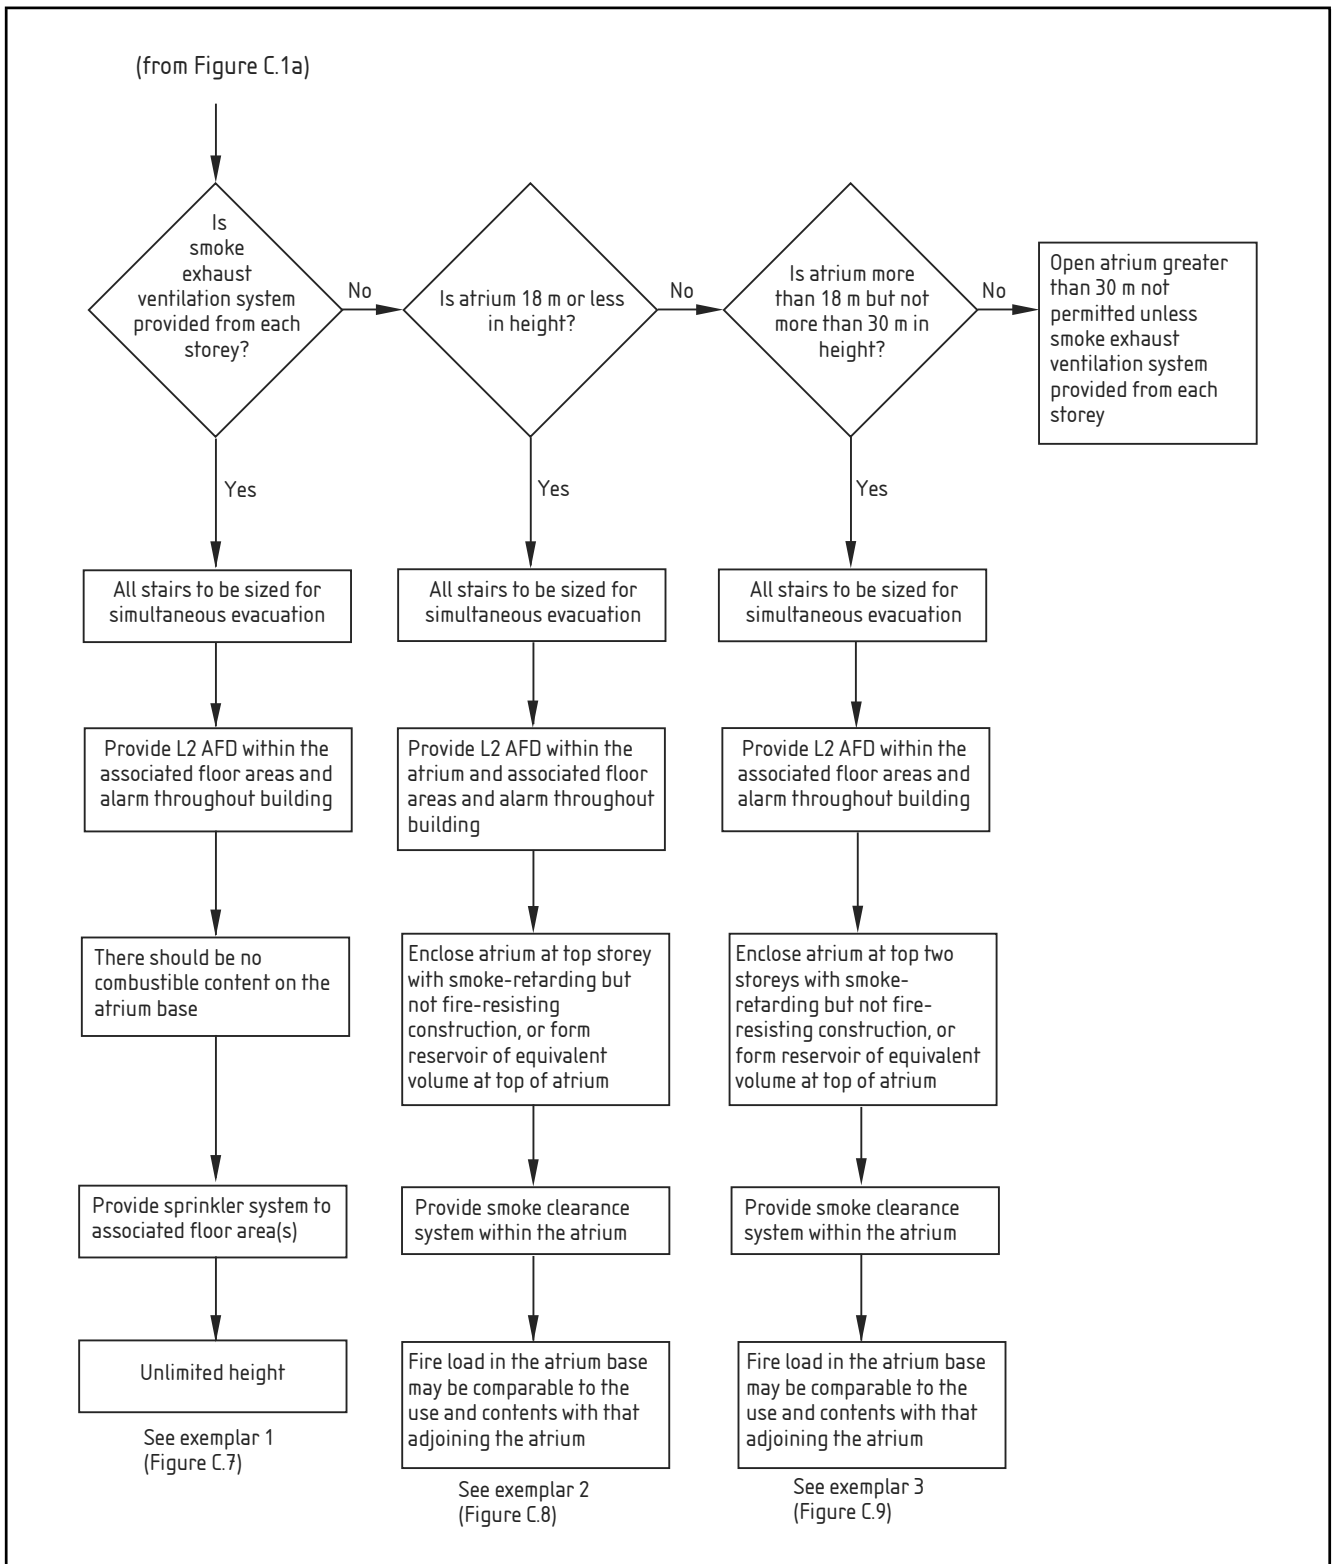 (from Figure C.1a)
Is
smoke
exhaust
ventilation system
provided from each
storey?
No
Is atrium 18 m or less
in height?
No
Is atrium more
than 18 m but not
more than 30 m in
height?
No
Open atrium greater
than 30 m not
permitted unless
smoke exhaust
ventilation system
provided from each
storey
Yes
Yes
Yes
All stairs to be sized for
simultaneous evacuation
All stairs to be sized for
simultaneous evacuation
All stairs to be sized for
simultaneous evacuation
Provide L2 AFD within the
associated floor areas and
alarm throughout building
Provide L2 AFD within the
atrium and associated floor
areas and alarm throughout
building
Provide L2 AFD within the
associated floor areas and
alarm throughout building
There should be no
combustible content on the
atrium base
Enclose atrium at top storey
with smoke-retarding but
not fire-resisting
construction, or form
reservoir of equivalent
volume at top of atrium
Enclose atrium at top two
storeys with smoke-
retarding but not fire-
resisting construction, or
form reservoir of equivalent
volume at top of atrium
Provide sprinkler system to
associated floor area(s)
Provide smoke clearance
system within the atrium
Provide smoke clearance
system within the atrium
Unlimited height
Fire load in the atrium base
may be comparable to the
use and contents with that
adjoining the atrium
Fire load in the atrium base
may be comparable to the
use and contents with that
adjoining the atrium
See exemplar 1
(Figure C.7)
See exemplar 2
(Figure C.8)
See exemplar 3
(Figure C.9)